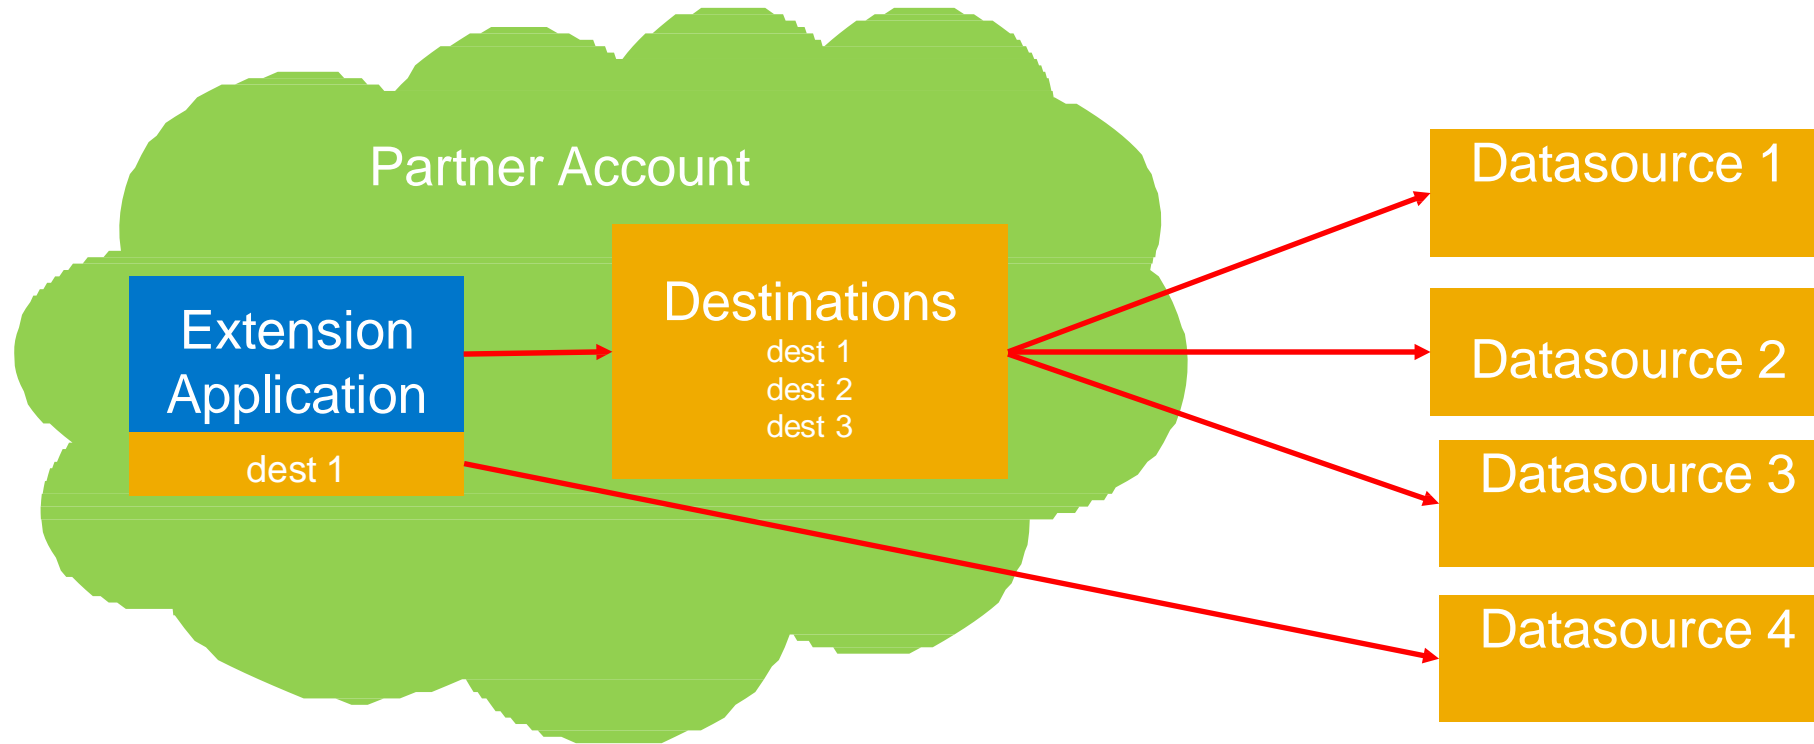 Partner Account
Extension
Application
dest 1
Destinations
dest 1
dest 2
dest 3
Datasource 1
Datasource 2
Datasource 3
Datasource 4